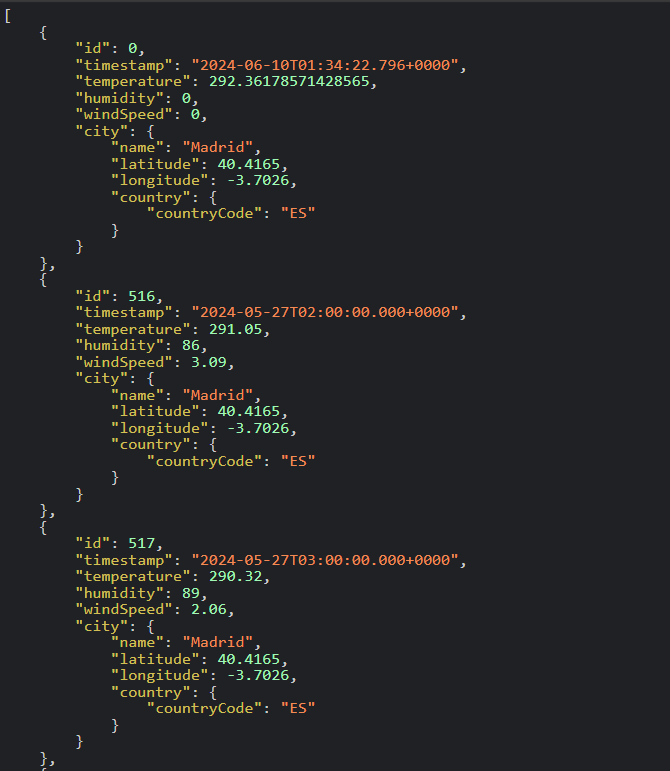 [
    {
        "id": 0,
        "timestamp": "2024-06-10T01:34:22.796+0000",
        "temperature": 292.36178571428565,
        "humidity": 0,
        "windSpeed": 0,
        "city": {
            "name": "Madrid",
            "latitude": 40.4165,
            "longitude": -3.7026,
            "country": {
                "countryCode": "ES"
            }
        }
    },
    {
        "id": 516,
        "timestamp": "2024-05-27T02:00:00.000+0000",
        "temperature": 291.05,
        "humidity": 86,
        "windSpeed": 3.09,
        "city": {
            "name": "Madrid",
            "latitude": 40.4165,
            "longitude": -3.7026,
            "country": {
                "countryCode": "ES"
            }
        }
    },
    {
        "id": 517,
        "timestamp": "2024-05-27T03:00:00.000+0000",
        "temperature": 290.32,
        "humidity": 89,
        "windSpeed": 2.06,
        "city": {
            "name": "Madrid",
            "latitude": 40.4165,
            "longitude": -3.7026,
            "country": {
                "countryCode": "ES"
            }
        }
    },
    {